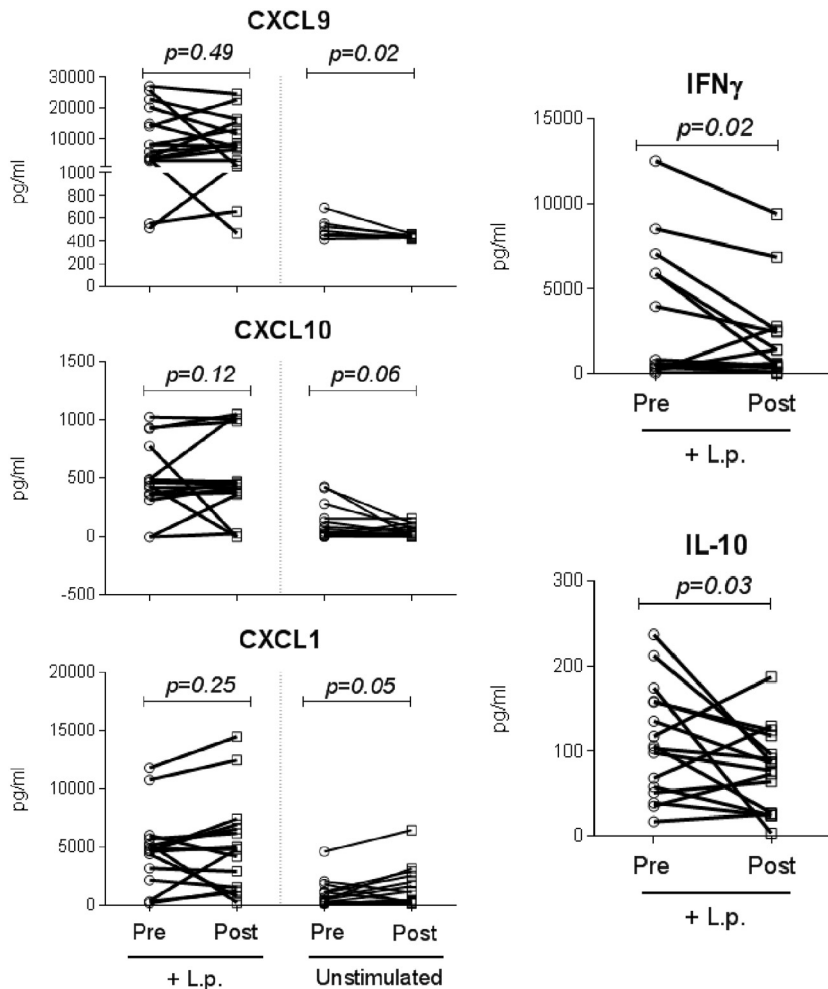 CXCL9
p=0.49 p=0.02
30000
20000
10000
1000
800
600
400
200
0
pg/ml
CXCL10
p=0.12 p=0.06
1500
1000
500
0
-500
pg/ml
CXCL1
p=0.25 p=0.05
20000
15000
10000
5000
0
pg/ml
Pre Post Pre Post
+ L.p. Unstimulated
IFNγ
p=0.02
15000
10000
5000
0
pg/ml
Pre Post
+ L.p.
IL-10
p=0.03
300
200
100
0
pg/ml
Pre Post
+ L.p.